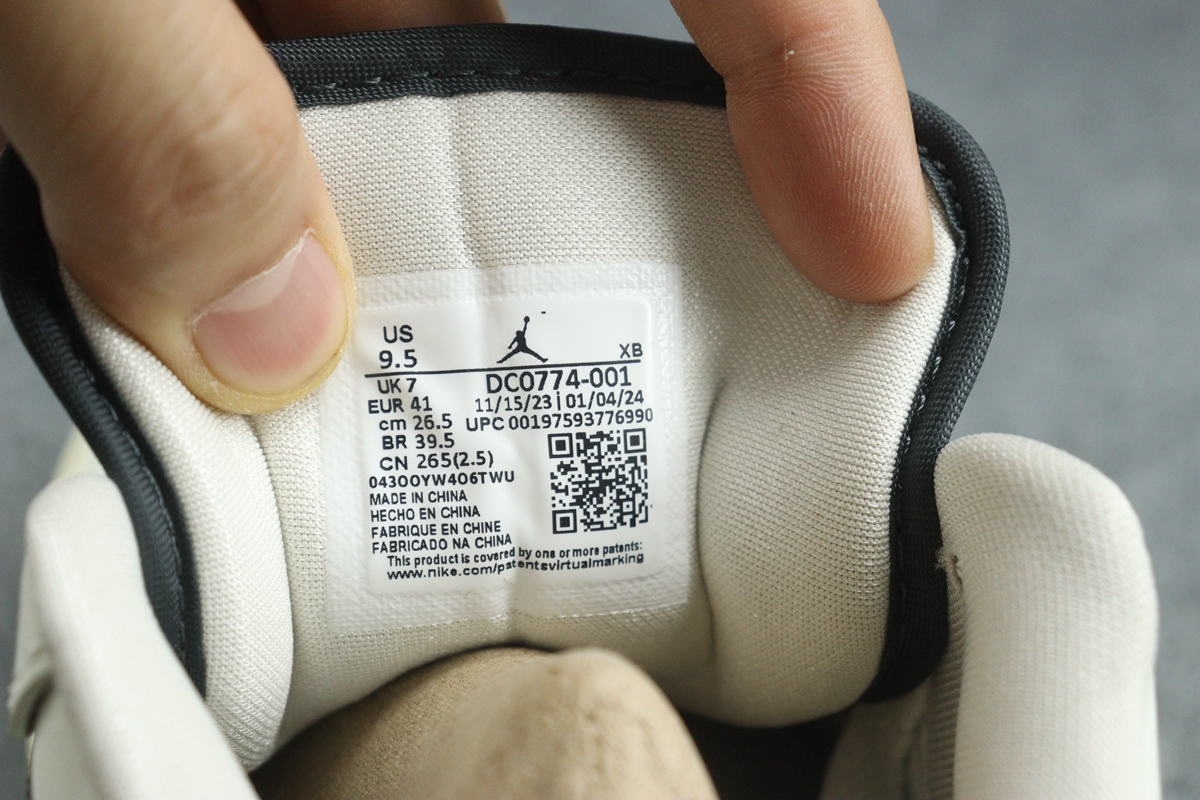 US
9.5
XB
UK 7
DC0774-001
EUR 41
11/15/23 | 01/04/24
cm 26.5
UPC 00197593776990
BR 39.5
CN 265(2.5)
04300YW406TWU
MADE IN CHINA
HECHO EN CHINA
FABRIQUE EN CHINE
FABRICADO NA CHINA
This product is covered by one or more patents:
www.nike.com/patentsvirtualmarking